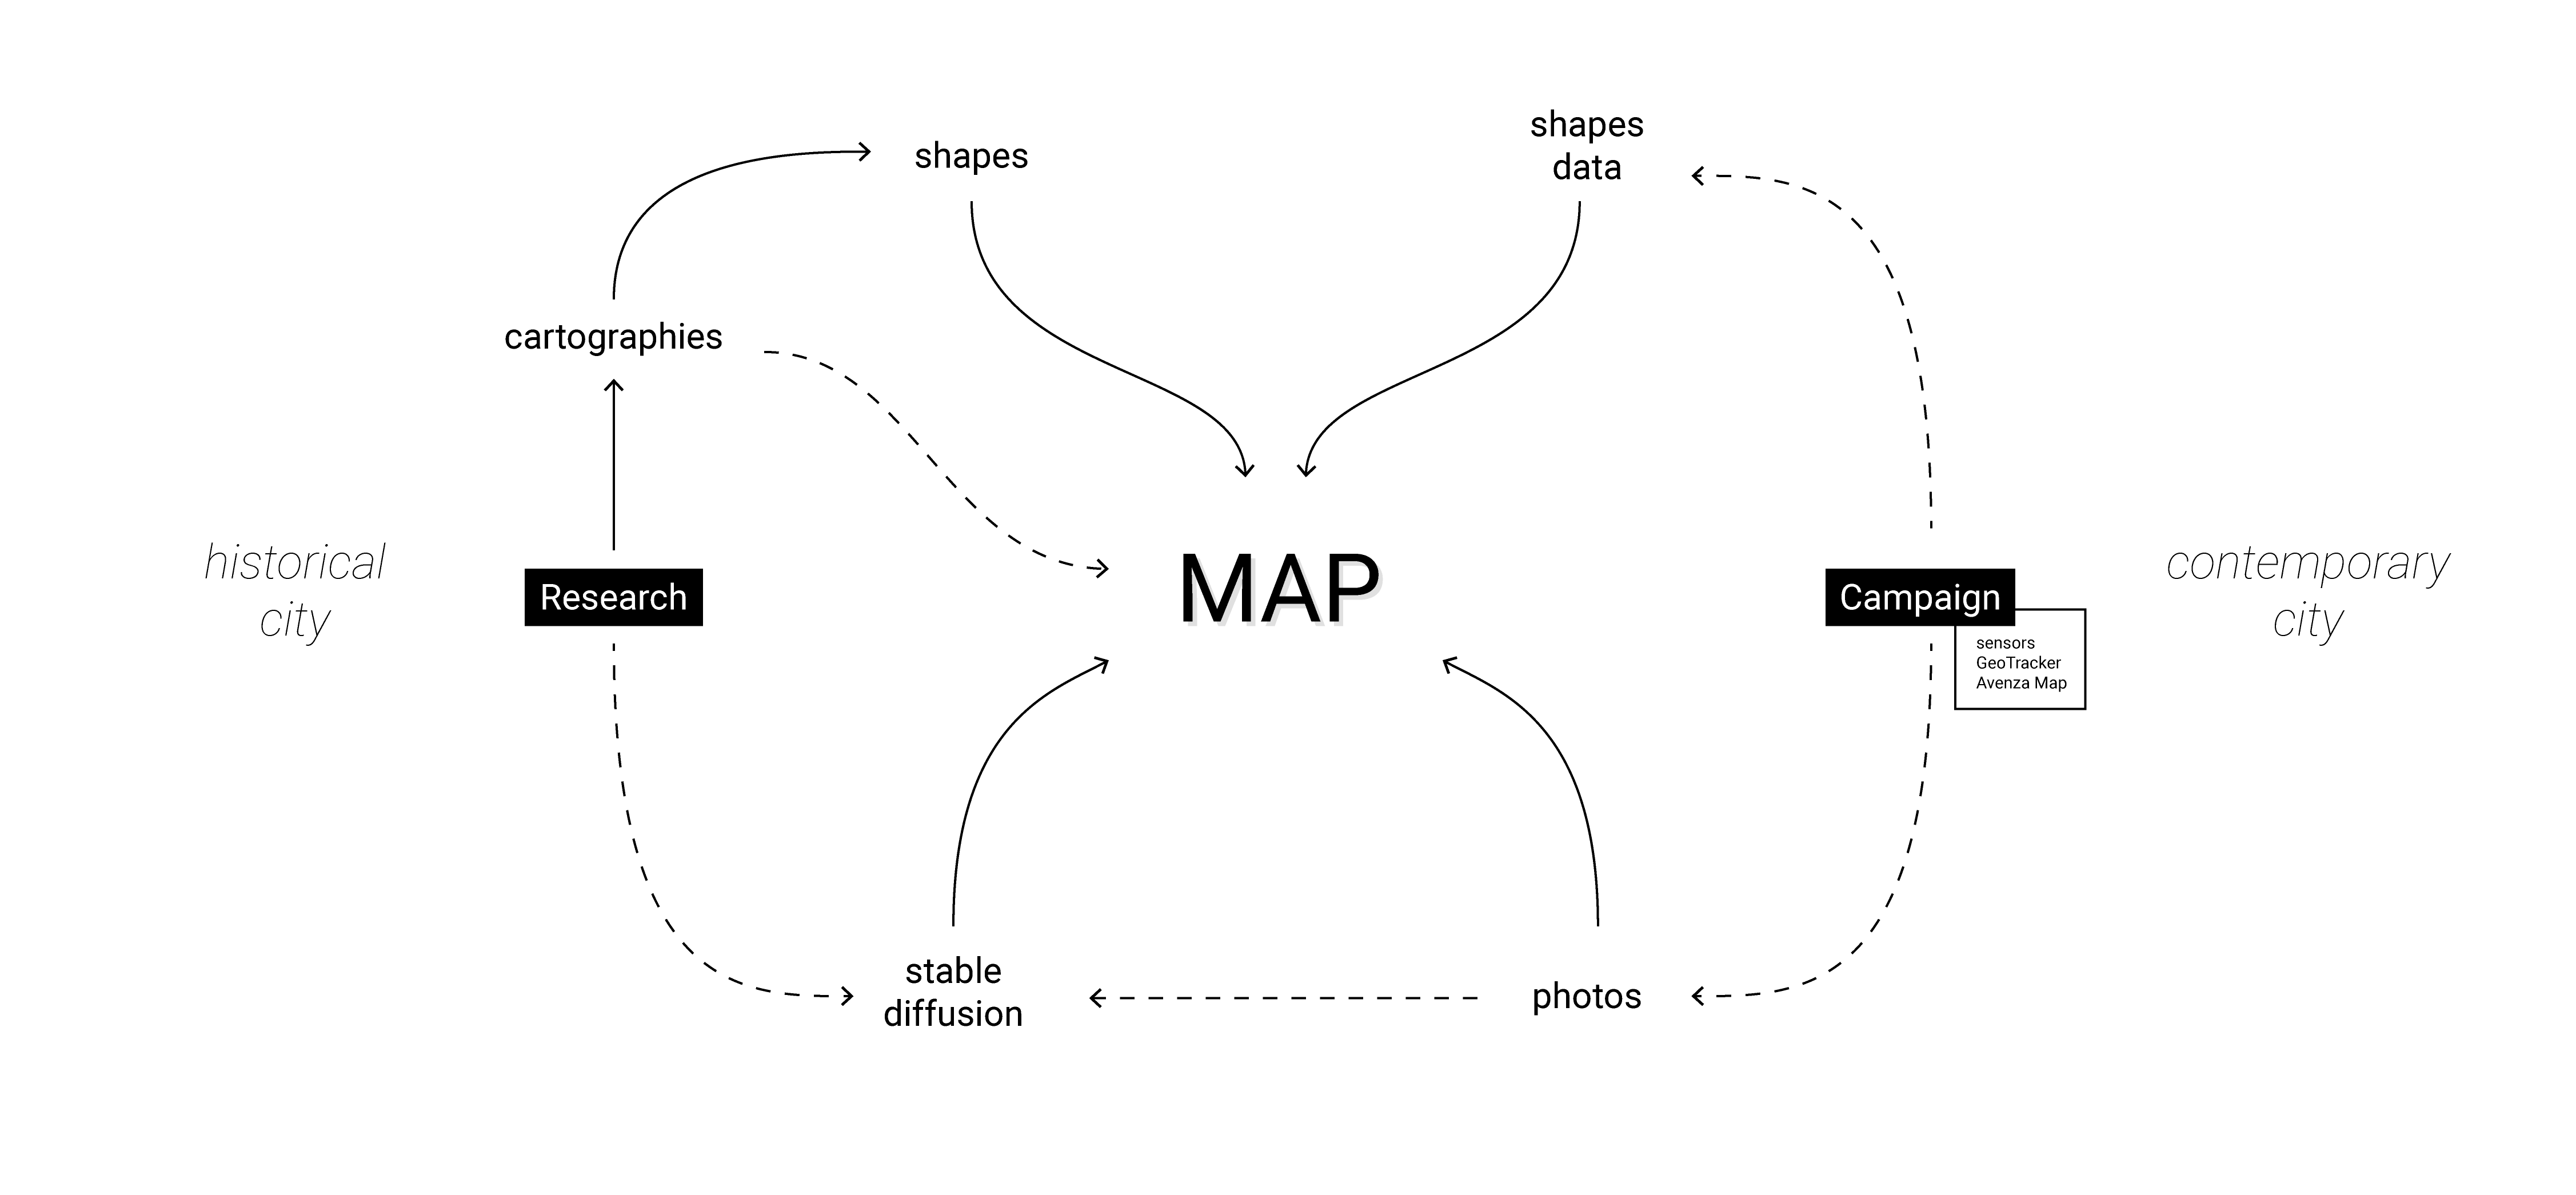 shapes
shapes
data
cartographies
historical
city
Research
MAP
Campaign
sensors
GeoTracker
Avenza Map
contemporary
city
stable
diffusion
photos